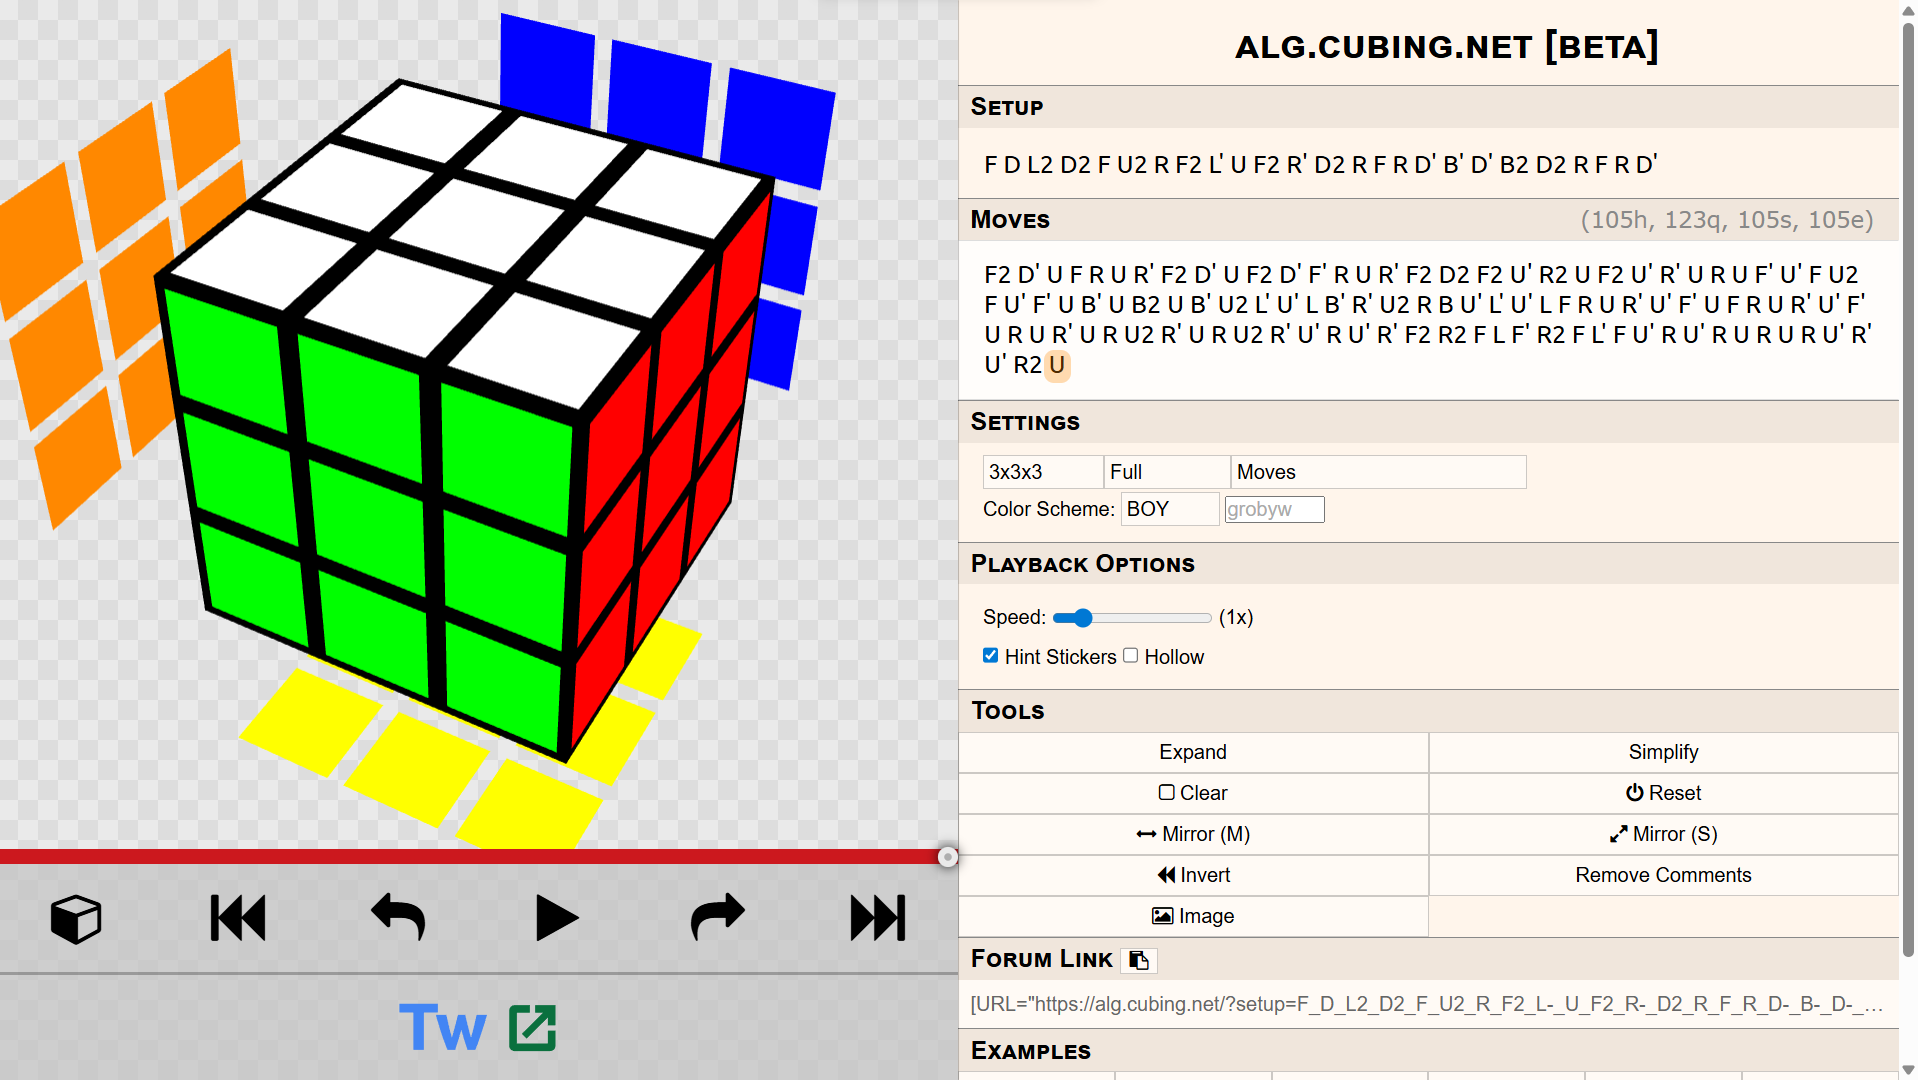 ALG.CUBING.NET [BETA]
SETUP
F D L2 D2 F U2 R F2 L' U F2 R' D2 R F R D' B' D' B2 D2 R F R D'
MOVES (105h, 123q, 105s, 105e)
F2 D' U F R U R' F2 D' U F2 D' F' R U R' F2 D2 F2 U' R2 U F2 U' R' U R U F' U' F U2
F U' F' U B' U B2 U B' U2 L' U' L B' R' U2 R B U' L' U' L F R U R' U' F' U F R U R' U' F'
U R U R' U R U2 R' U R U2 R' U' R U' R' F2 R2 F L F' R2 F L' F U' R U' R U R U R U' R'
U' R2 U
SETTINGS
3x3x3 Full Moves
Color Scheme: BOY grobyw
PLAYBACK OPTIONS
Speed: (1x)
Hint Stickers Hollow
TOOLS
Expand Simplify
Clear Reset
Mirror (M) Mirror (S)
Invert Remove Comments
Image
FORUM LINK
[URL="https://alg.cubing.net/?setup=F_D_L2_D2_F_U2_R_F2_L-_U_F2_R-_D2_R_F_R_D-_B-_D-_…
EXAMPLES
Tw